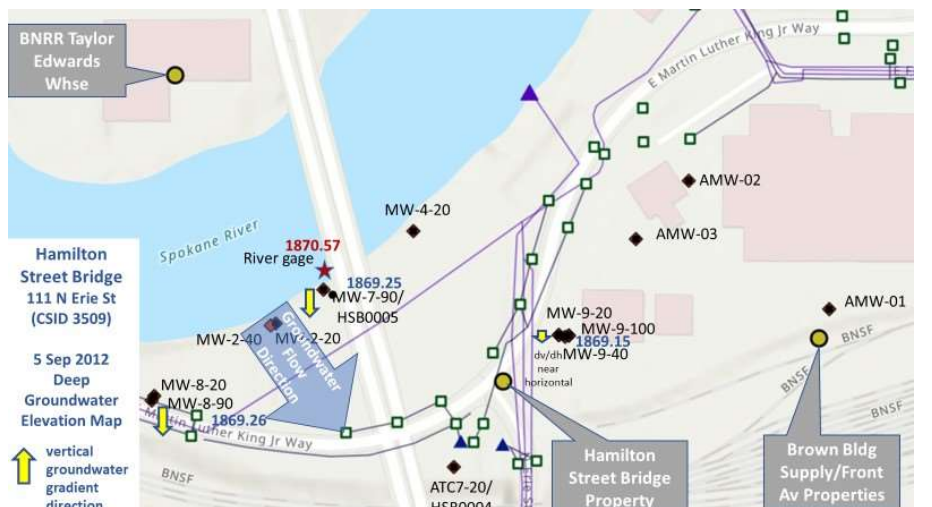 BNRR Taylor
Edwards
Whse
E Martin Luther King Jr Way
AMW-02
MW-4-20
AMW-03
Spokane River
1870.57
River gage
1869.25
MW-7-90/
HSB0005
Hamilton
Street Bridge
111 N Erie St
(CSID 3509)
5 Sep 2012
Deep
Groundwater
Elevation Map
vertical
groundwater
gradient
direction
MW-2-40
MW-2-20
Groundwater
Flow
Direction
MW-9-20
MW-9-100
1869.15
MW-9-40
dv/dh
near
horizontal
AMW-01
BNSF
BNSF
BNSF
MW-8-20
MW-8-90
1869.26
Martin Luther King Jr Way
BNSF
ATC7-20/
HSB0004
Hamilton
Street Bridge
Property
Brown Bldg
Supply/Front
Av Properties